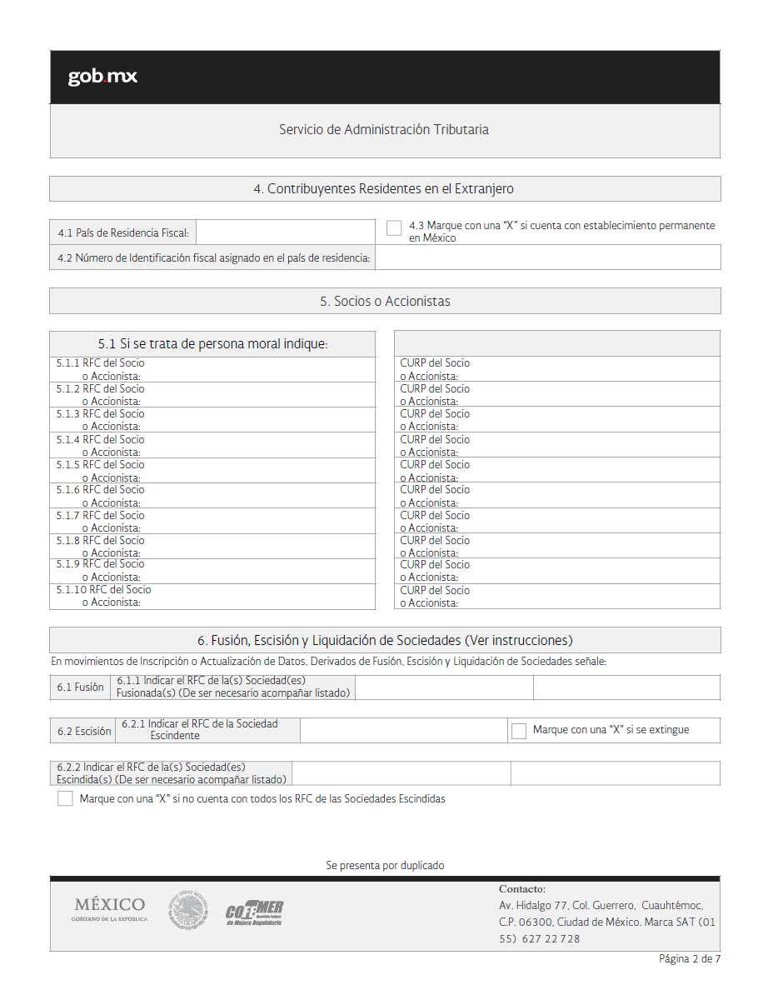 gob.mx
Servicio de Administración Tributaria
4. Contribuyentes Residentes en el Extranjero
4.1 País de Residencia Fiscal:
4.3 Marque con una “X” si cuenta con establecimiento permanente
en México
4.2 Número de Identificación fiscal asignado en el país de residencia:
5. Socios o Accionistas
5.1 Si se trata de persona moral indique:
5.1.1 RFC del Socio
o Accionista:
CURP del Socio
o Accionista:
5.1.2 RFC del Socio
o Accionista:
CURP del Socio
o Accionista:
5.1.3 RFC del Socio
o Accionista:
CURP del Socio
o Accionista:
5.1.4 RFC del Socio
o Accionista:
CURP del Socio
o Accionista:
5.1.5 RFC del Socio
o Accionista:
CURP del Socio
o Accionista:
5.1.6 RFC del Socio
o Accionista:
CURP del Socio
o Accionista:
5.1.7 RFC del Socio
o Accionista:
CURP del Socio
o Accionista:
5.1.8 RFC del Socio
o Accionista:
CURP del Socio
o Accionista:
5.1.9 RFC del Socio
o Accionista:
CURP del Socio
o Accionista:
5.1.10 RFC del Socio
o Accionista:
CURP del Socio
o Accionista:
6. Fusión, Escisión y Liquidación de Sociedades (Ver instrucciones)
En movimientos de Inscripción o Actualización de Datos, Derivados de Fusión, Escisión y Liquidación de Sociedades señale:
6.1 Fusión
6.1.1 Indicar el RFC de la(s) Sociedad(es)
Fusionada(s) (De ser necesario acompañar listado)
6.2 Escisión
6.2.1 Indicar el RFC de la Sociedad
Escindente
Marque con una “X” si se extingue
6.2.2 Indicar el RFC de la(s) Sociedad(es)
Escindida(s) (De ser necesario acompañar listado)
Marque con una “X” si no cuenta con todos los RFC de las Sociedades Escindidas
Se presenta por duplicado
MÉXICO
GOBIERNO DE LA REPÚBLICA
COFEMER
Comisión Federal
de Mejora Regulatoria
Contacto:
Av. Hidalgo 77, Col. Guerrero, Cuauhtémoc,
C.P. 06300, Ciudad de México. Marca SAT (01
55) 627 22 728
Página 2 de 7